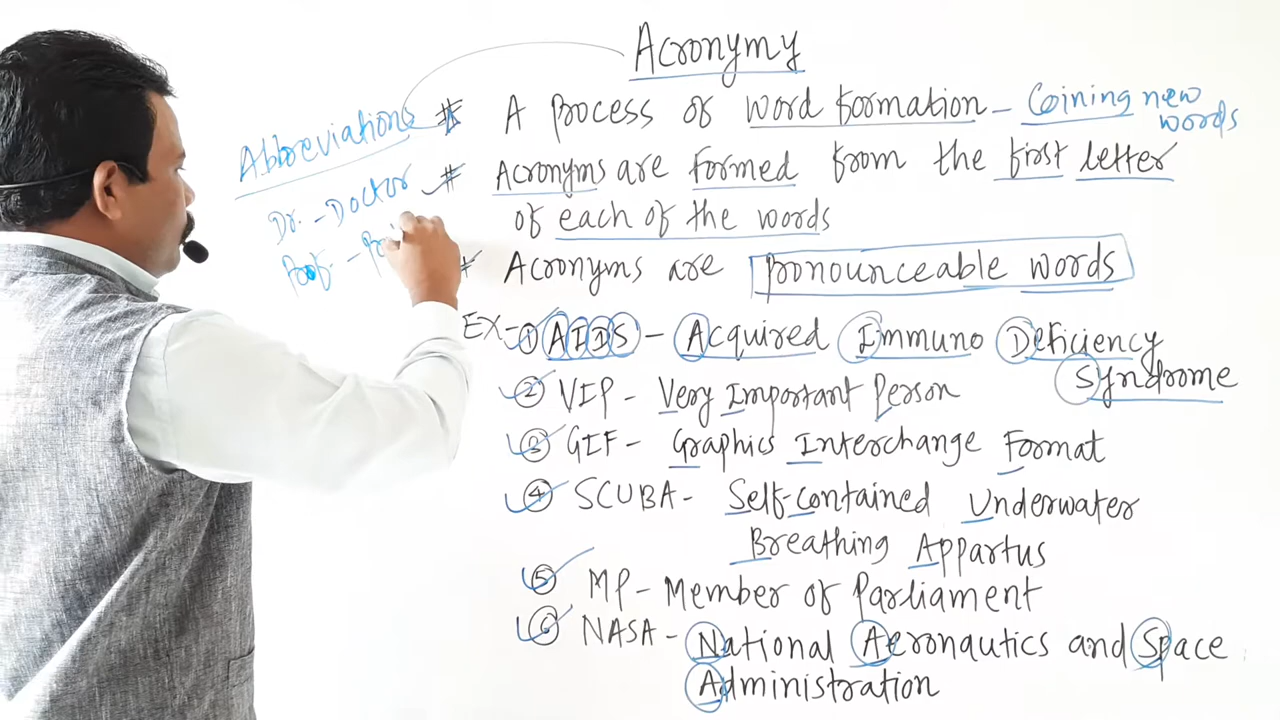 Acronymy
# A process of word formation - Coining new words
# Acronyms are formed from the first letter
of each of the words
Acronyms are pronounceable words
EX- ① AIDS - Acquired Immuno Deficiency
Syndrome
② VIP - Very Important Person
③ GIF - Graphics Interchange Format
④ SCUBA - Self-contained Underwater
Breathing Appartus
⑤ MP - Member of Parliament
⑥ NASA - National Aeronautics and Space
Administration
Abbreviations
Dr. - Doctor
Prof. -